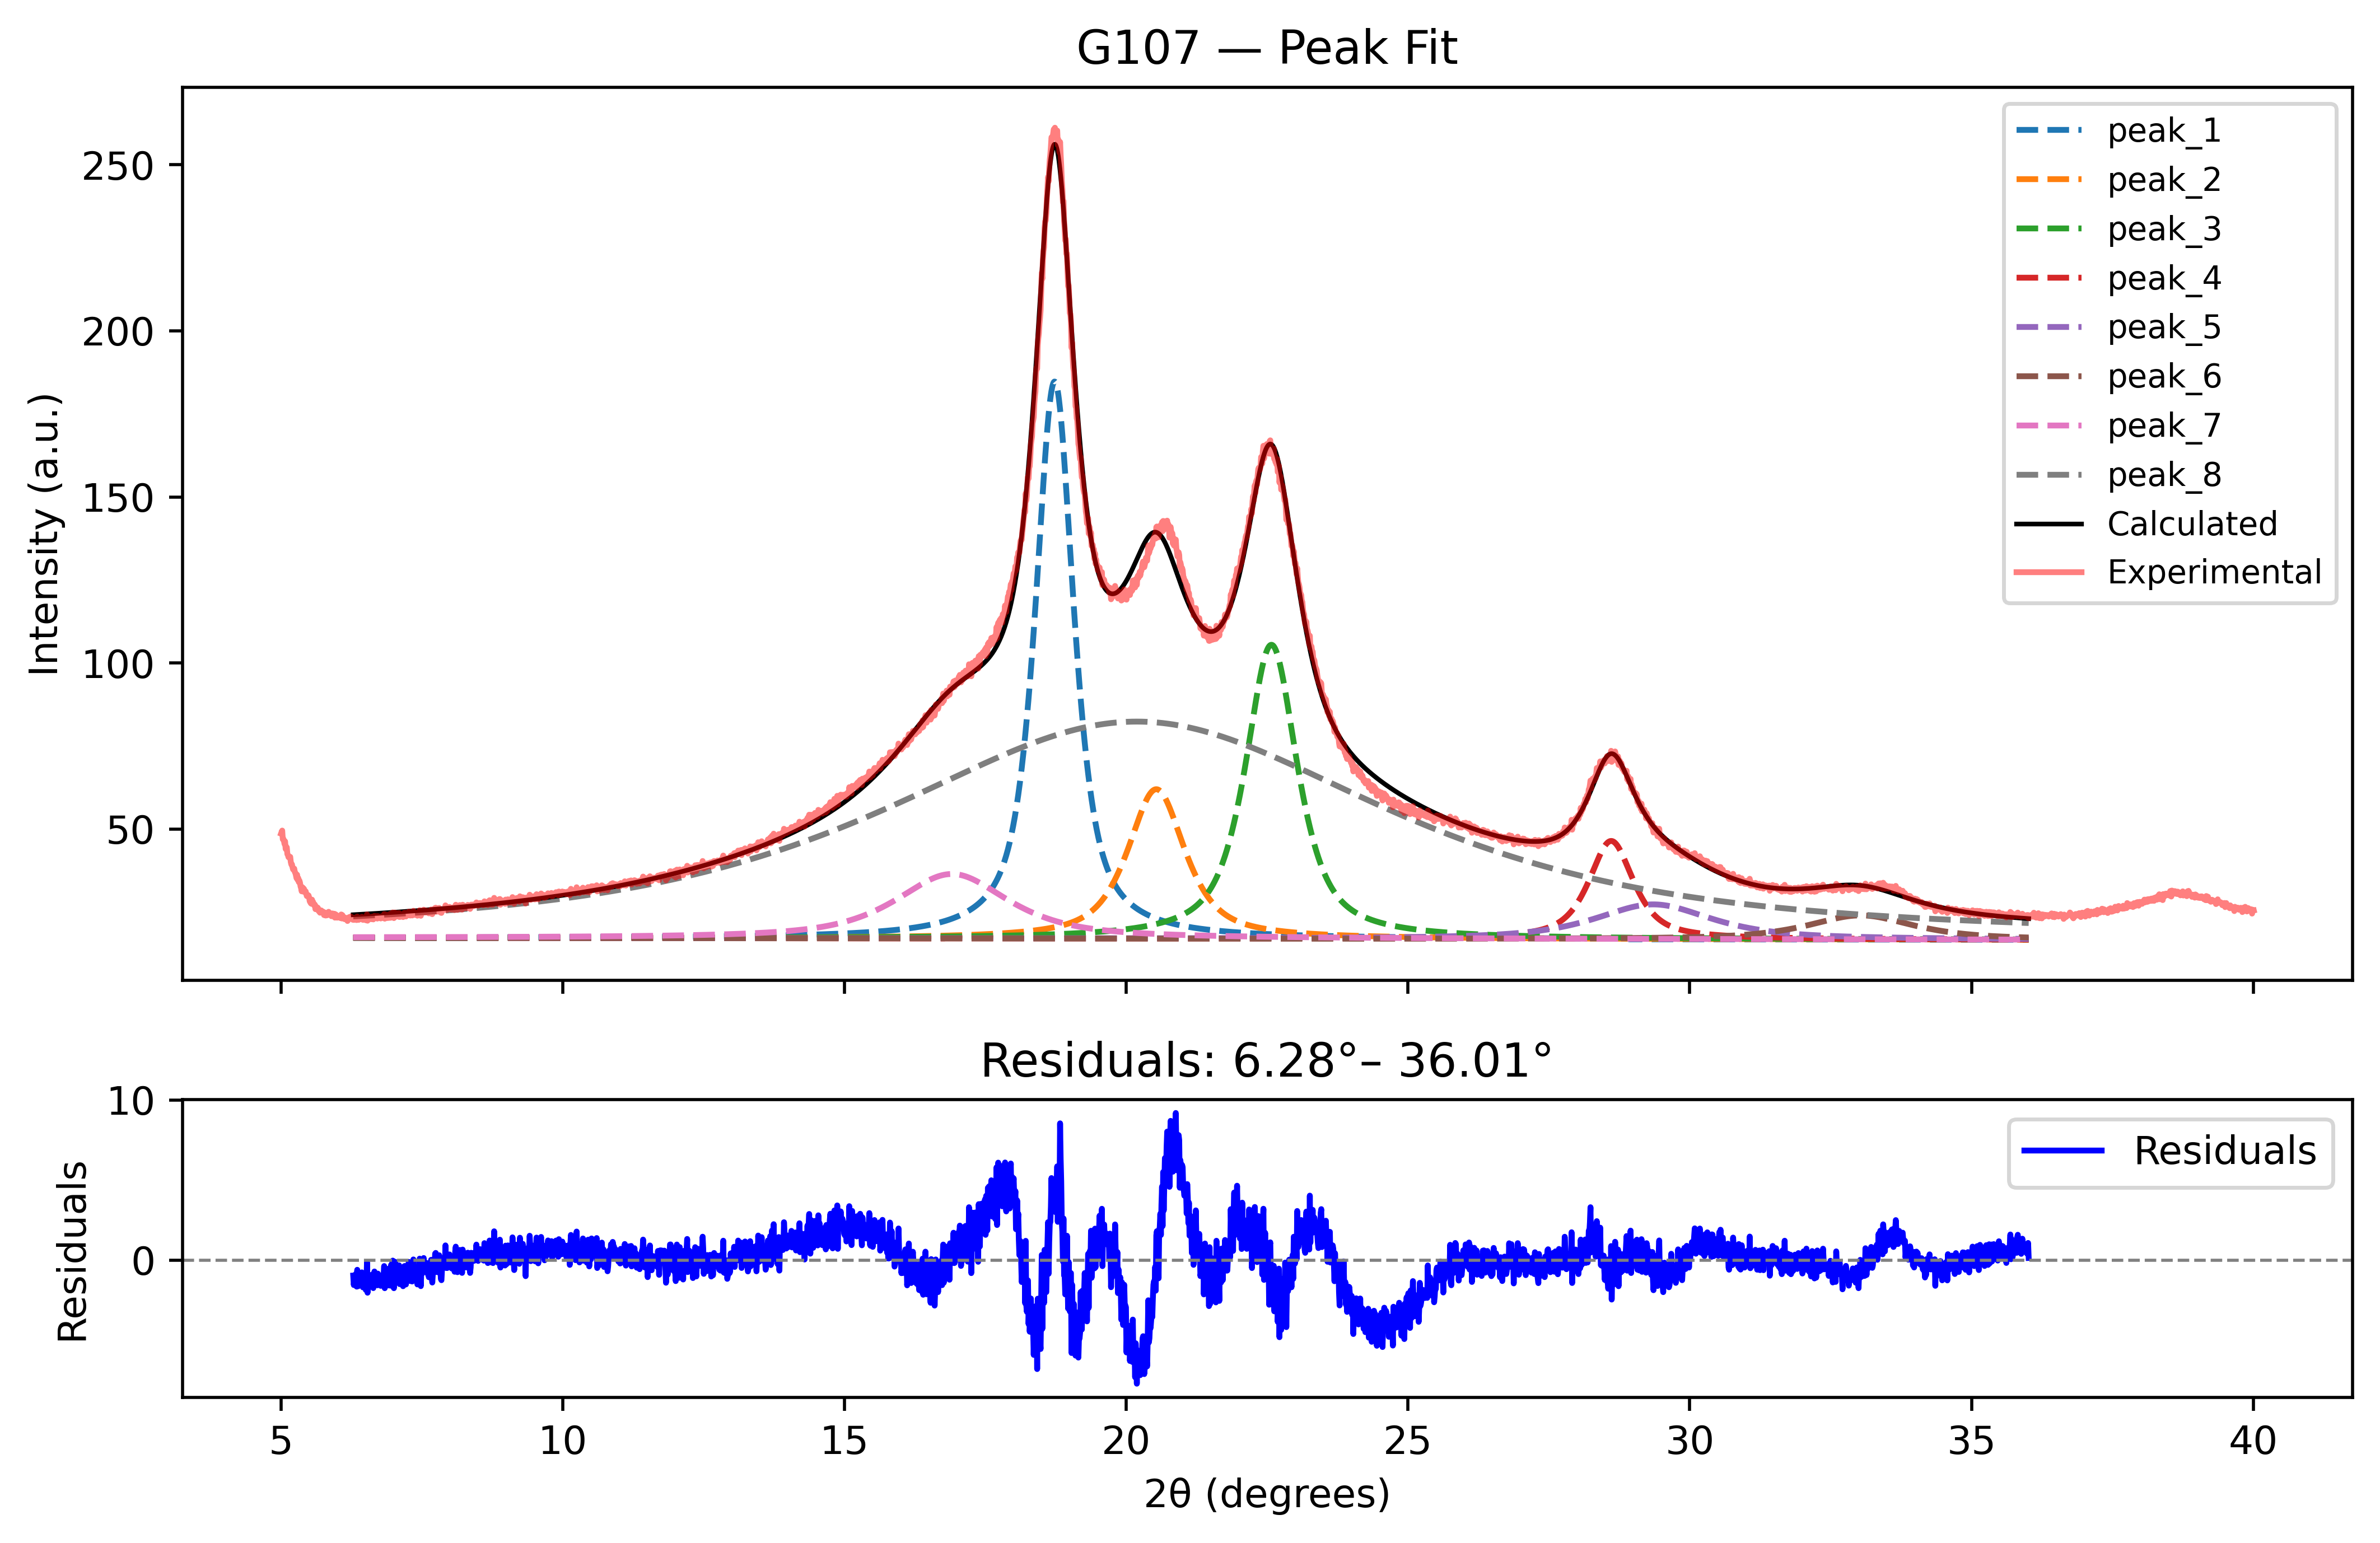 G107 — Peak Fit
Intensity (a.u.)
250
200
150
100
50
peak_1
peak_2
peak_3
peak_4
peak_5
peak_6
peak_7
peak_8
Calculated
Experimental
Residuals: 6.28°– 36.01°
Residuals
10
0
Residuals
5 10 15 20 25 30 35 40
2θ (degrees)